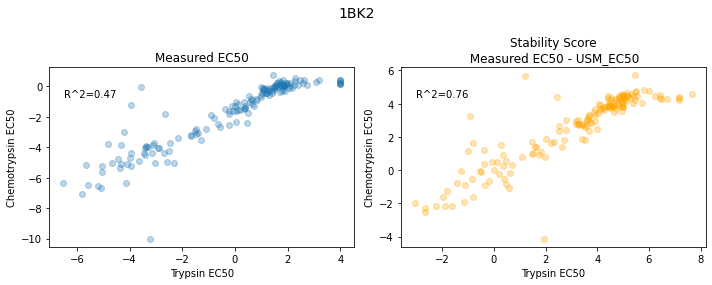 1BK2
Measured EC50
R^2=0.47
Chemotrypsin EC50
0
−2
−4
−6
−8
−10
−6
−4
−2
0
2
4
Trypsin EC50
Stability Score
Measured EC50 - USM_EC50
R^2=0.76
Chemotrypsin EC50
6
4
2
0
−2
−4
−2
0
2
4
6
8
Trypsin EC50